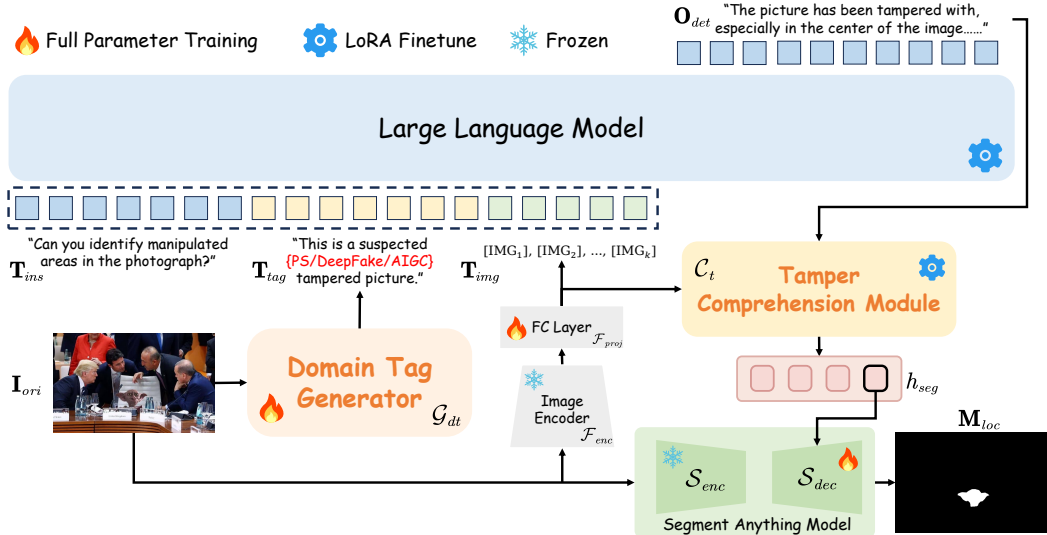 Full Parameter Training
LoRA Finetune
Frozen
O_det
“The picture has been tampered with,
especially in the center of the image……”
Large Language Model
“Can you identify manipulated
areas in the photograph?”
T_ins
“This is a suspected
{PS/DeepFake/AIGC}
tampered picture.”
T_tag
[IMG_1], [IMG_2], ..., [IMG_k]
T_img
C_t
Tamper
Comprehension Module
FC Layer
F_proj
I_ori
Domain Tag
Generator
G_dt
Image
Encoder
F_enc
h_seg
M_loc
S_enc
S_dec
Segment Anything Model